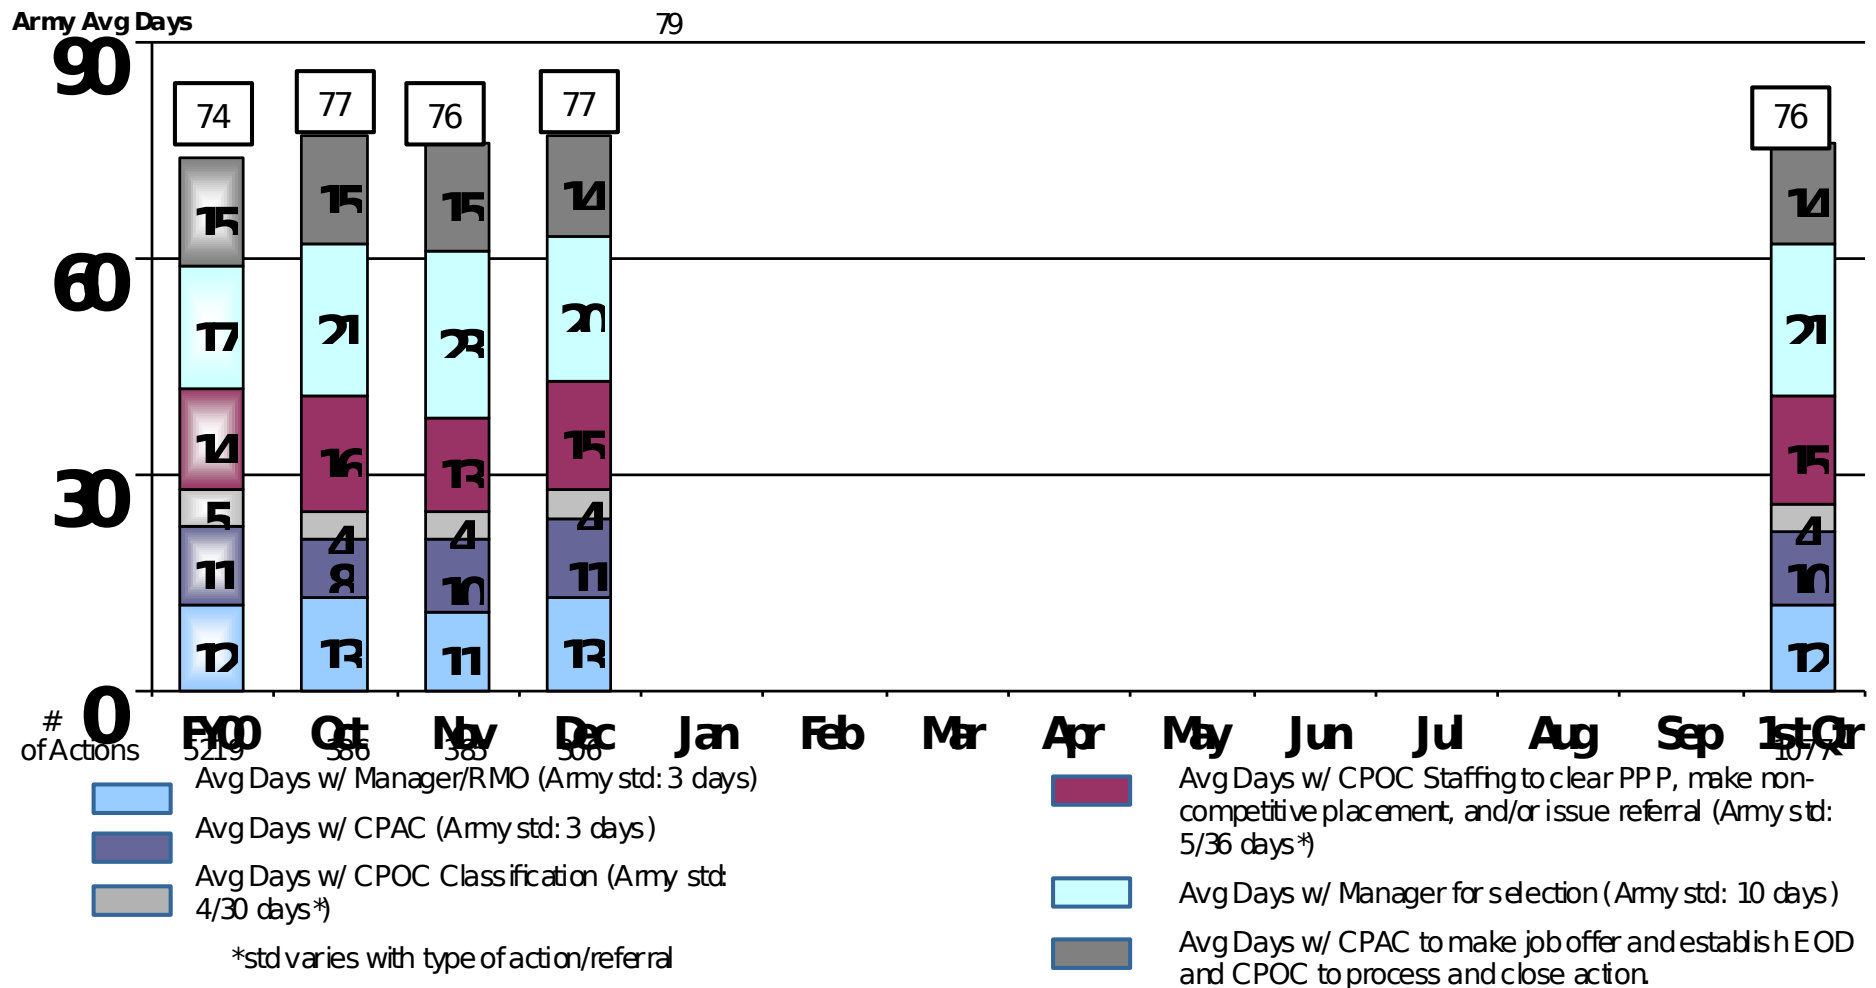 Army Avg Days 79
90
74 77 76 77 76
15 15 15 14 14
60
17 21 23 20 21
14 16 13 15 15
30
5 4 4 4 4
11 8 10 11 10
12 13 11 13 12
0
FY00 Oct Nov Dec Jan Feb Mar Apr May Jun Jul Aug Sep 1st Qtr
#
of Actions 5219 386 385 306 1077
Avg Days w/ Manager/RMO (Army std: 3 days)
Avg Days w/ CPAC (Army std: 3 days)
Avg Days w/ CPOC Classification (Army std:
4/30 days*)
*std varies with type of action/referral
Avg Days w/ CPOC Staffing to clear PPP, make non-
competitive placement, and/or issue referral (Army std:
5/36 days*)
Avg Days w/ Manager for selection (Army std: 10 days)
Avg Days w/ CPAC to make job offer and establish EOD
and CPOC to process and close action.